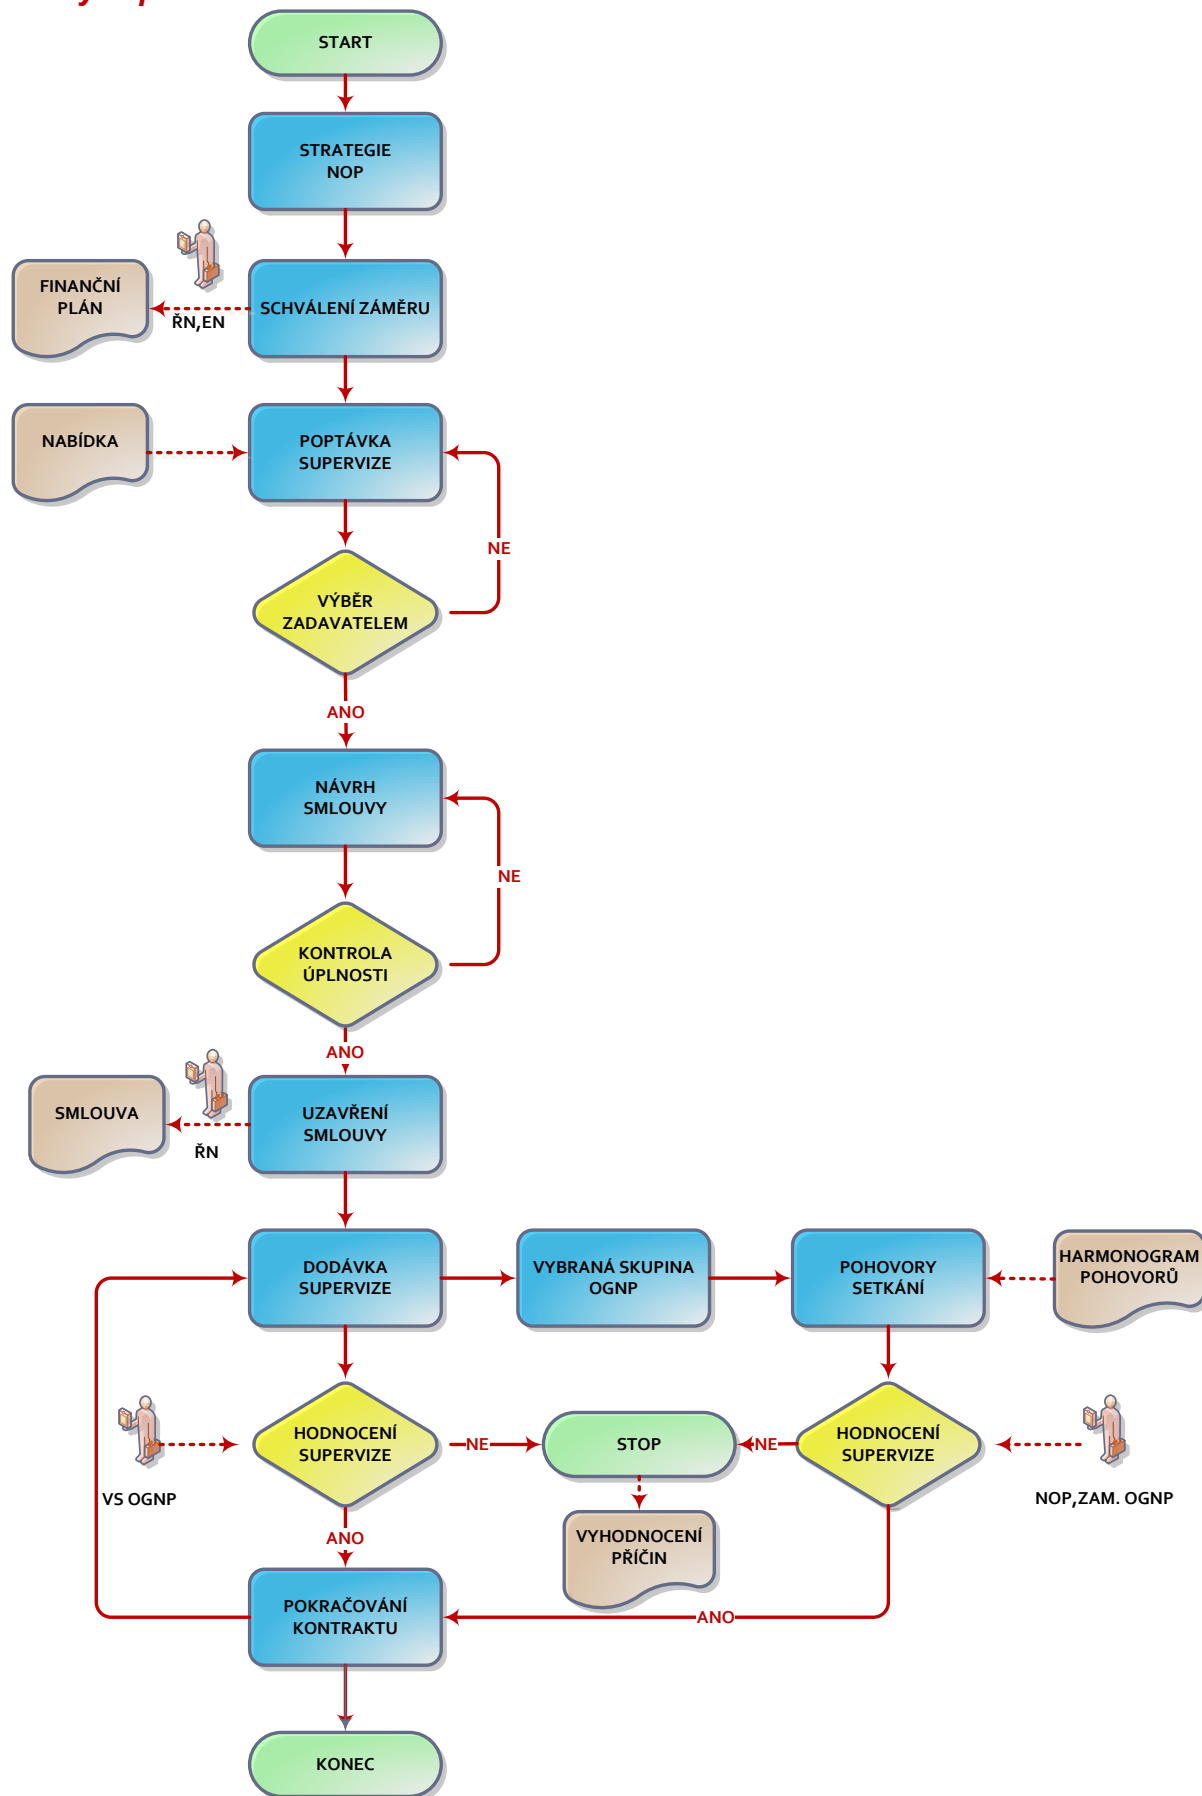 START
STRATEGIE
NOP
FINANČNÍ
PLÁN
ŘN,EN
SCHVÁLENÍ ZÁMĚRU
NABÍDKA
POPTÁVKA
SUPERVIZE
NE
VÝBĚR
ZADAVATELEM
ANO
NÁVRH
SMLOUVY
NE
KONTROLA
ÚPLNOSTI
ANO
SMLOUVA
ŘN
UZAVŘENÍ
SMLOUVY
DODÁVKA
SUPERVIZE
VYBRANÁ SKUPINA
OGNP
POHOVORY
SETKÁNÍ
HARMONOGRAM
POHOVORŮ
VS OGNP
HODNOCENÍ
SUPERVIZE
NE
STOP
NE
HODNOCENÍ
SUPERVIZE
NOP,ZAM. OGNP
ANO
VYHODNOCENÍ
PŘÍČIN
POKRAČOVÁNÍ
KONTRAKTU
ANO
KONEC